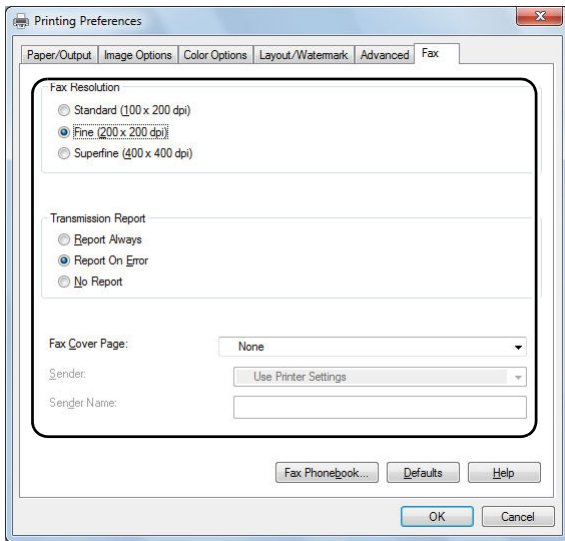 Printing Preferences
Paper/Output Image Options Color Options Layout/Watermark Advanced Fax
Fax Resolution
Standard (100 x 200 dpi)
Fine (200 x 200 dpi)
Superfine (400 x 400 dpi)
Transmission Report
Report Always
Report On Error
No Report
Fax Cover Page: None
Sender: Use Printer Settings
Sender Name:
Fax Phonebook... Defaults Help
OK Cancel